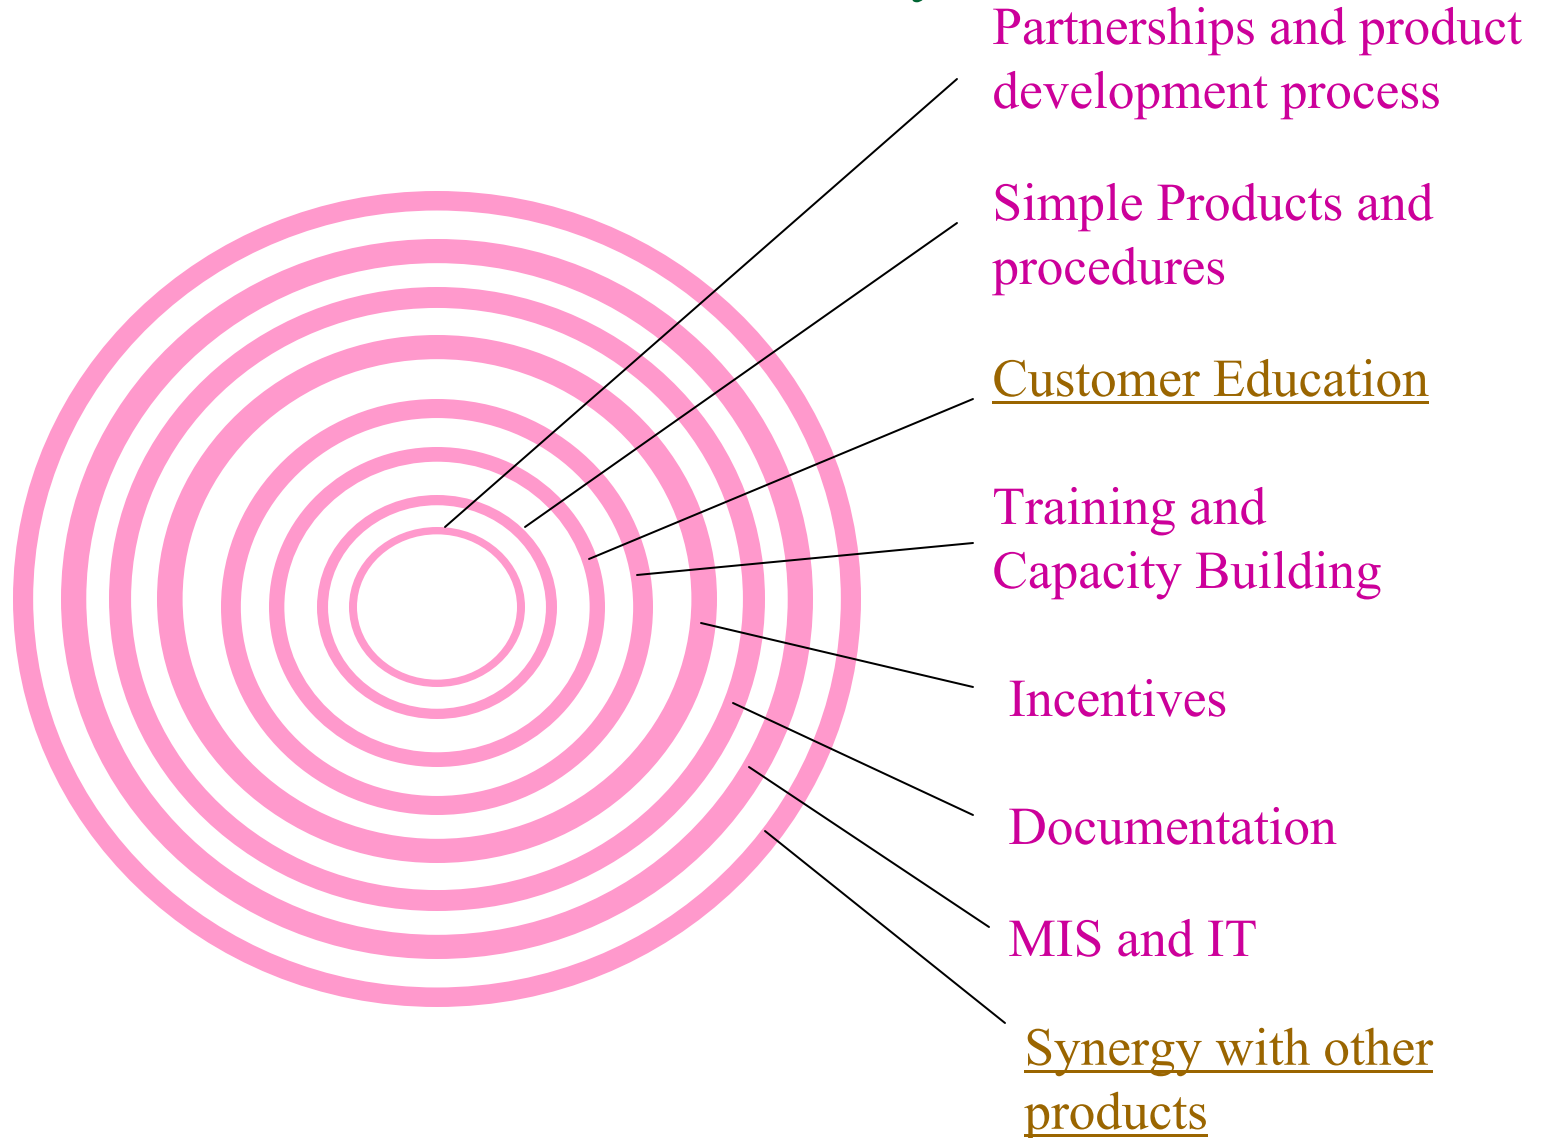 Partnerships and product
development process
Simple Products and
procedures
Customer Education
Training and
Capacity Building
Incentives
Documentation
MIS and IT
Synergy with other
products